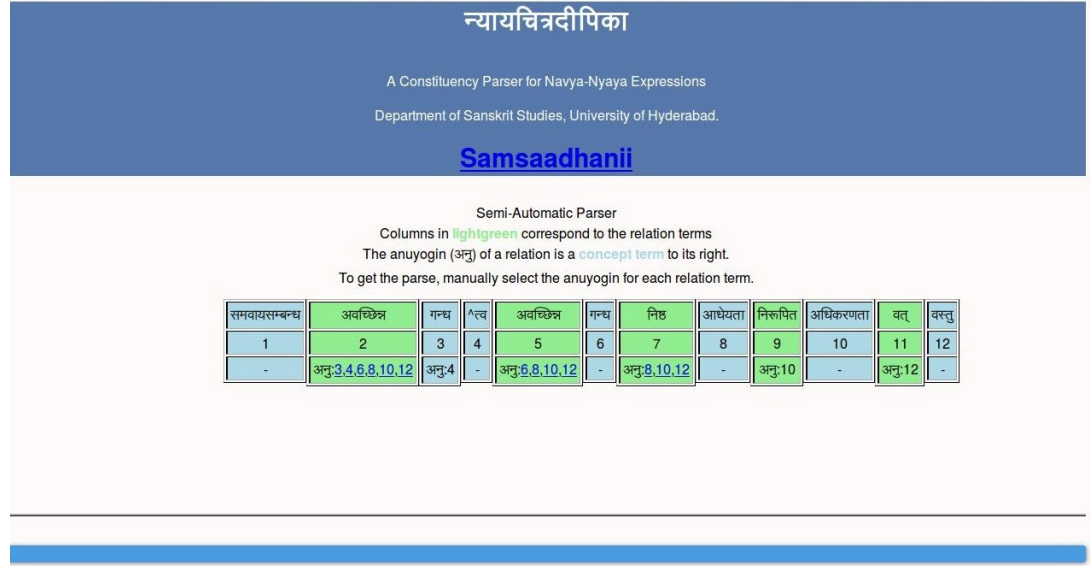 न्यायचित्रदीपिका
A Constituency Parser for Navya-Nyaya Expressions
Department of Sanskrit Studies, University of Hyderabad.
Samsaadhanii
Semi-Automatic Parser
Columns in lightgreen correspond to the relation terms
The anuyogin (अनु) of a relation is a concept term to its right.
To get the parse, manually select the anuyogin for each relation term.
समवायसम्बन्ध अवच्छिन्न गन्ध ^त्व अवच्छिन्न गन्ध निष्ठ आधेयता निरूपित अधिकरणता वत् वस्तु
1 2 3 4 5 6 7 8 9 10 11 12
- अनु:3,4,6,8,10,12 अनु:4 - अनु:6,8,10,12 - अनु:8,10,12 - अनु:10 - अनु:12 -